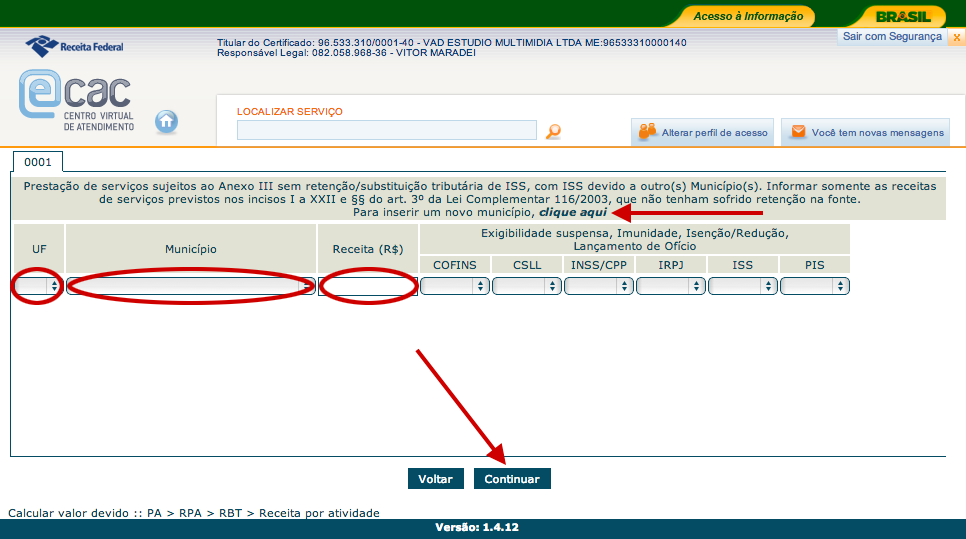 Acesso à Informação
BRASIL
Receita Federal
Titular do Certificado: 96.533.310/0001-40 - VAD ESTUDIO MULTIMIDIA LTDA ME:96533310000140
Responsável Legal: 082.058.968-36 - VITOR MARADEI
Sair com Segurança x
e cac
CENTRO VIRTUAL
DE ATENDIMENTO
LOCALIZAR SERVIÇO
Alterar perfil de acesso
Você tem novas mensagens
0001
Prestação de serviços sujeitos ao Anexo III sem retenção/substituição tributária de ISS, com ISS devido a outro(s) Município(s). Informar somente as receitas
de serviços previstos nos incisos I a XXII e §§ do art. 3º da Lei Complementar 116/2003, que não tenham sofrido retenção na fonte.
Para inserir um novo município, clique aqui
UF
Município
Receita (R$)
Exigibilidade suspensa, Imunidade, Isenção/Redução,
Lançamento de Ofício
COFINS CSLL INSS/CPP IRPJ ISS PIS
Voltar
Continuar
Calcular valor devido :: PA > RPA > RBT > Receita por atividade
Versão: 1.4.12